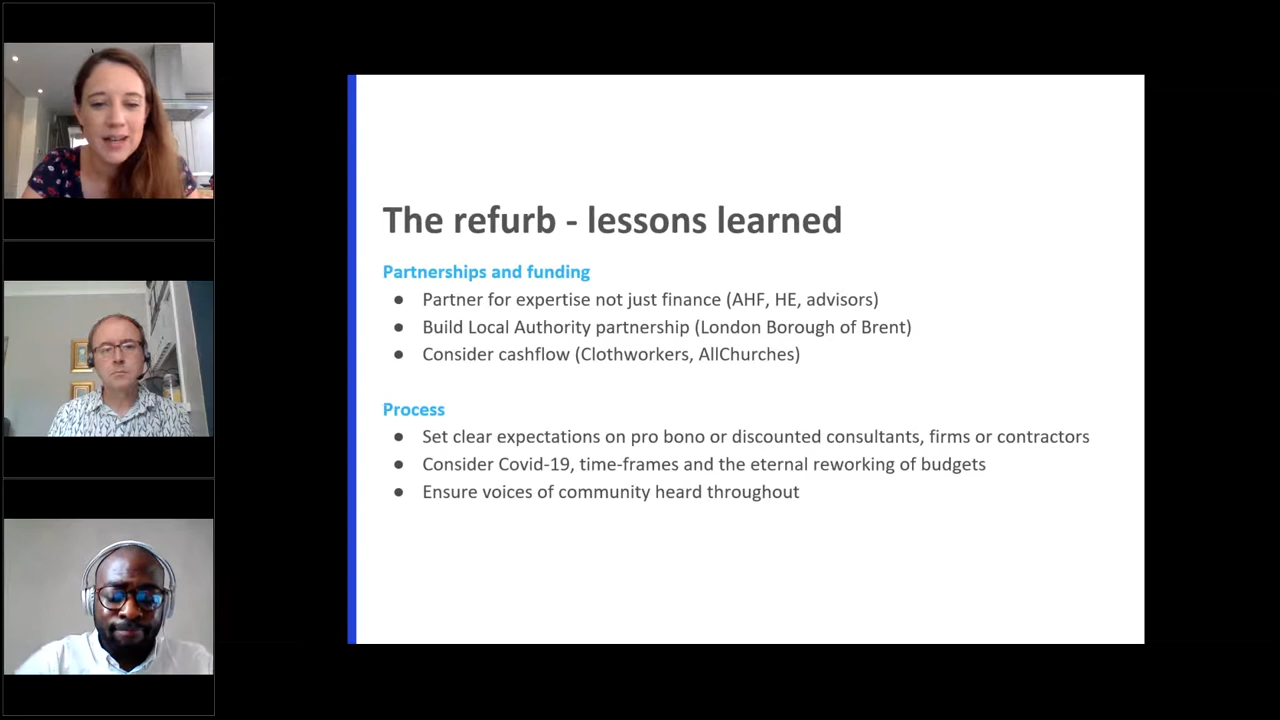 The refurb - lessons learned
Partnerships and funding
● Partner for expertise not just finance (AHF, HE, advisors)
● Build Local Authority partnership (London Borough of Brent)
● Consider cashflow (Clothworkers, AllChurches)
Process
● Set clear expectations on pro bono or discounted consultants, firms or contractors
● Consider Covid-19, time-frames and the eternal reworking of budgets
● Ensure voices of community heard throughout